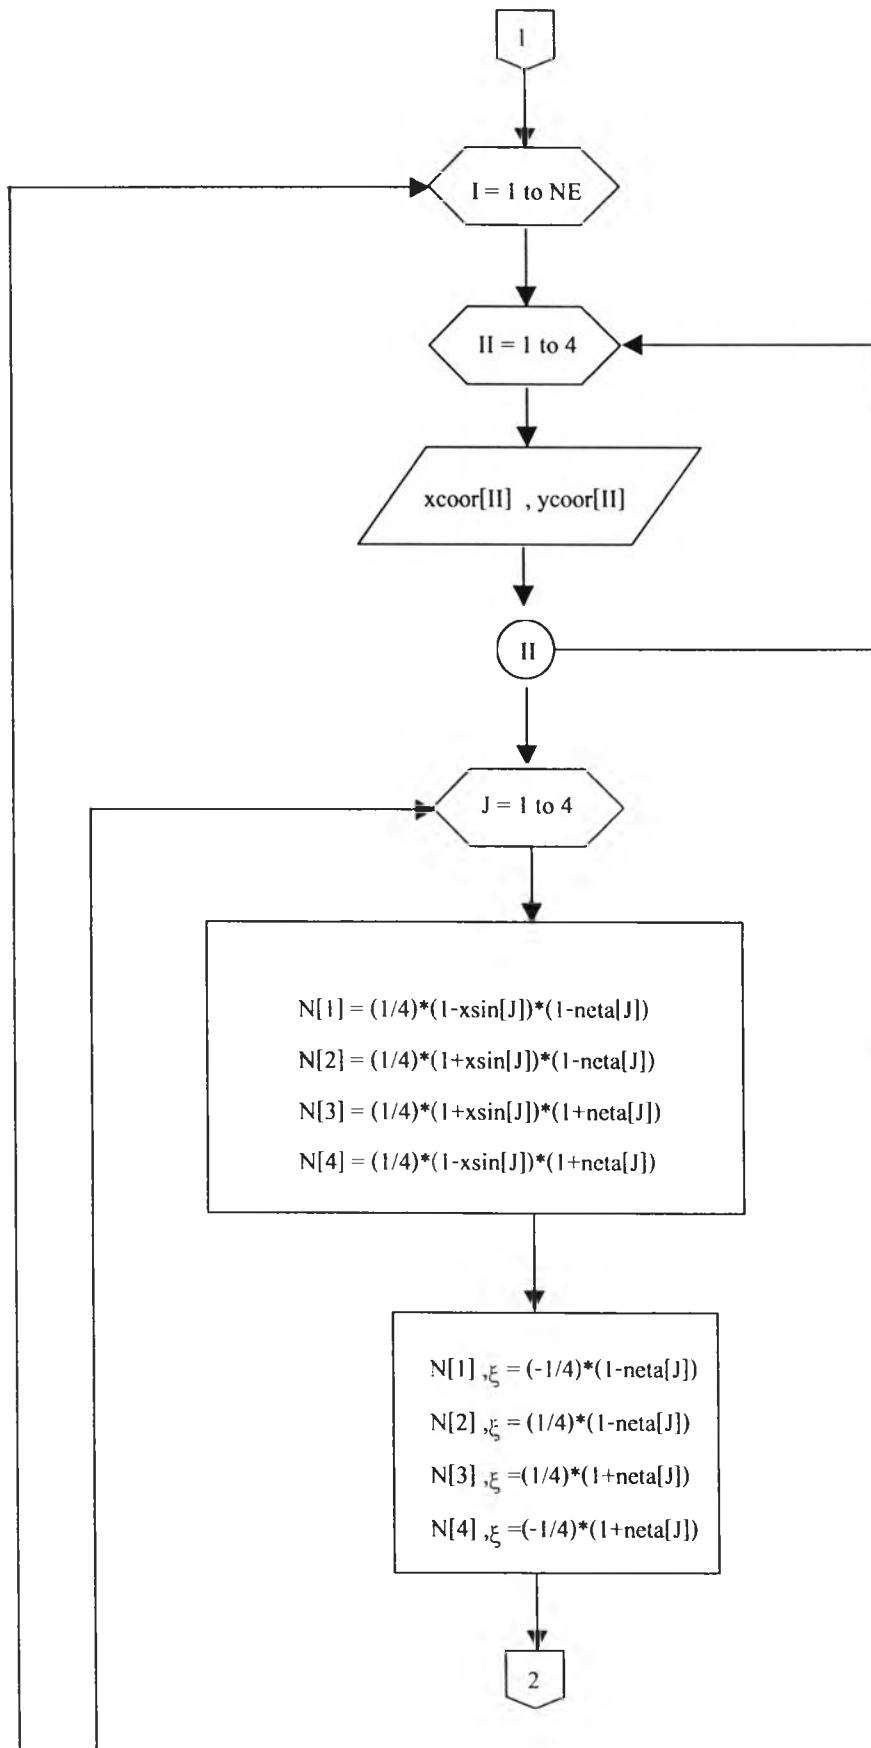 1
I = 1 to NE
II = 1 to 4
xcoor[II] , ycoor[II]
II
J = 1 to 4
N[1] = (1/4)*(1-xsin[J])*(1-neta[J])
N[2] = (1/4)*(1+xsin[J])*(1-neta[J])
N[3] = (1/4)*(1+xsin[J])*(1+neta[J])
N[4] = (1/4)*(1-xsin[J])*(1+neta[J])
N[1] ,ξ = (-1/4)*(1-neta[J])
N[2] ,ξ = (1/4)*(1-neta[J])
N[3] ,ξ =(1/4)*(1+neta[J])
N[4] ,ξ =(-1/4)*(1+neta[J])
2